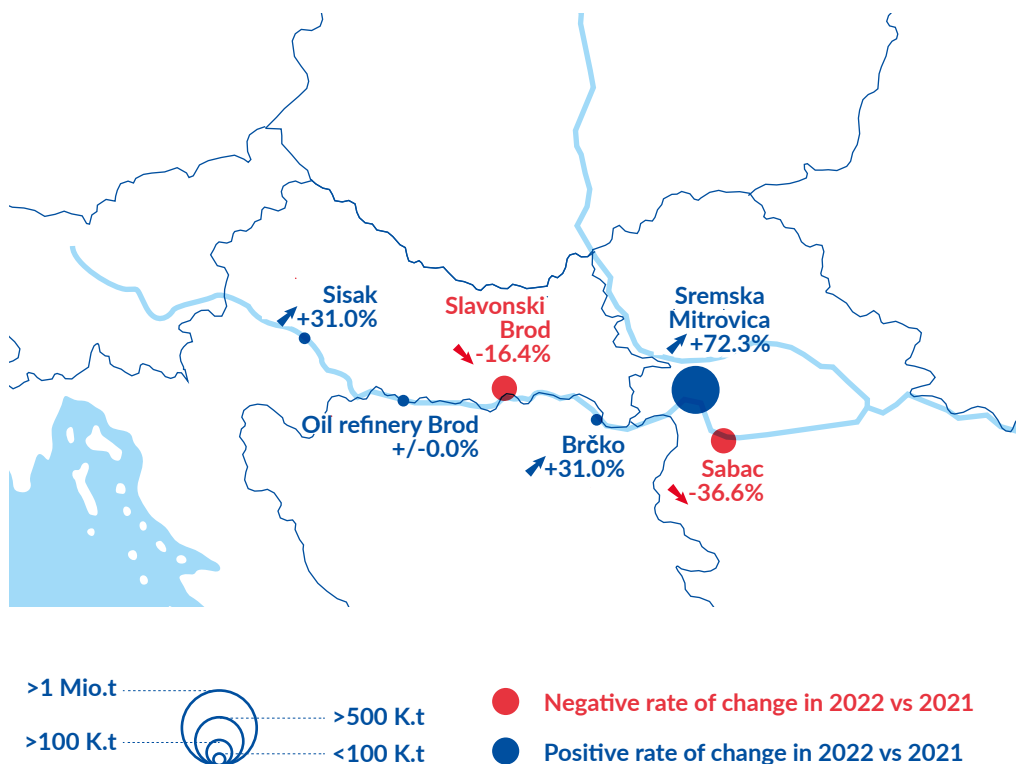 Sisak
+31.0%
Slavonski
Brod
-16.4%
Sremska
Mitrovica
+72.3%
Oil refinery Brod
+/-0.0%
Brčko
+31.0%
Sabac
-36.6%
>1 Mio.t
>500 K.t
>100 K.t
<100 K.t
Negative rate of change in 2022 vs 2021
Positive rate of change in 2022 vs 2021